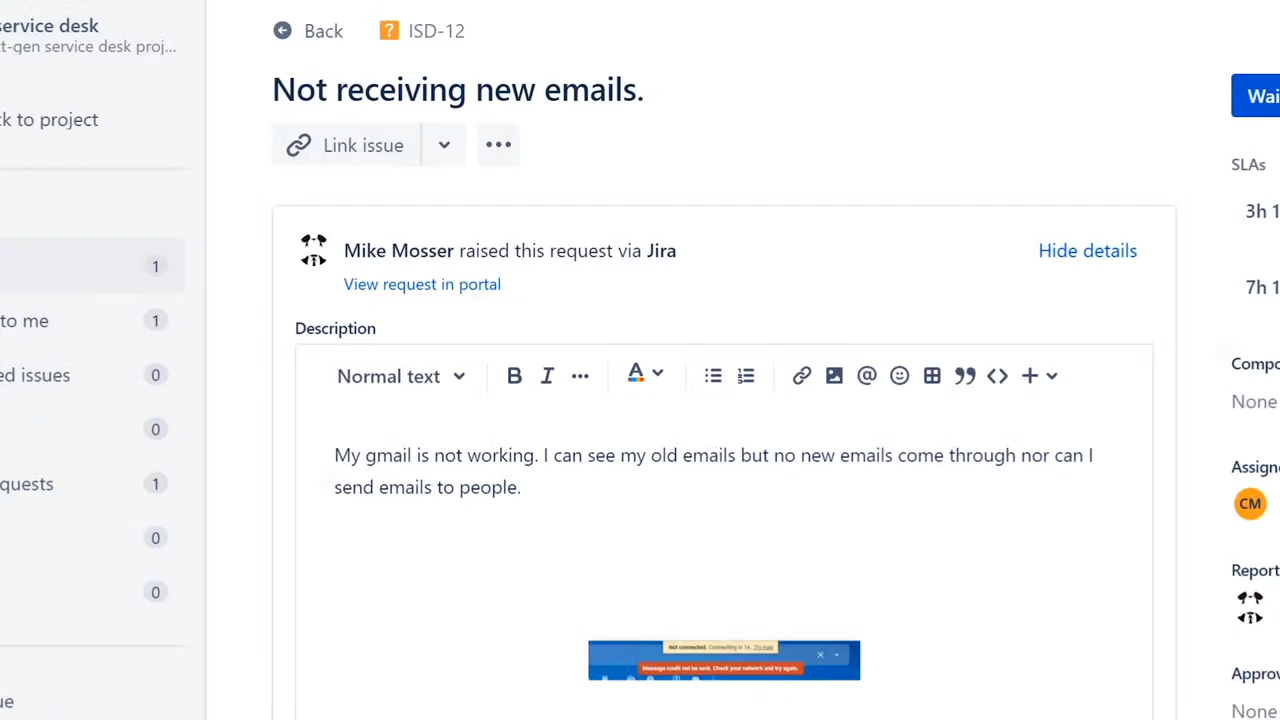 service desk
t-gen service desk proj...
k to project
1
to me
1
ed issues
0
0
quests
1
0
0
ue
Back
ISD-12
Not receiving new emails.
Link issue
Mike Mosser raised this request via Jira
Hide details
View request in portal
Description
Normal text
B I A
My gmail is not working. I can see my old emails but no new emails come through nor can I
send emails to people.
Not connected. Connecting in 1s... Try now
Message could not be sent. Check your network and try again.
Wai
SLAs
3h 1
7h 1
Compo
None
Assign
CM
Report
Approv
None